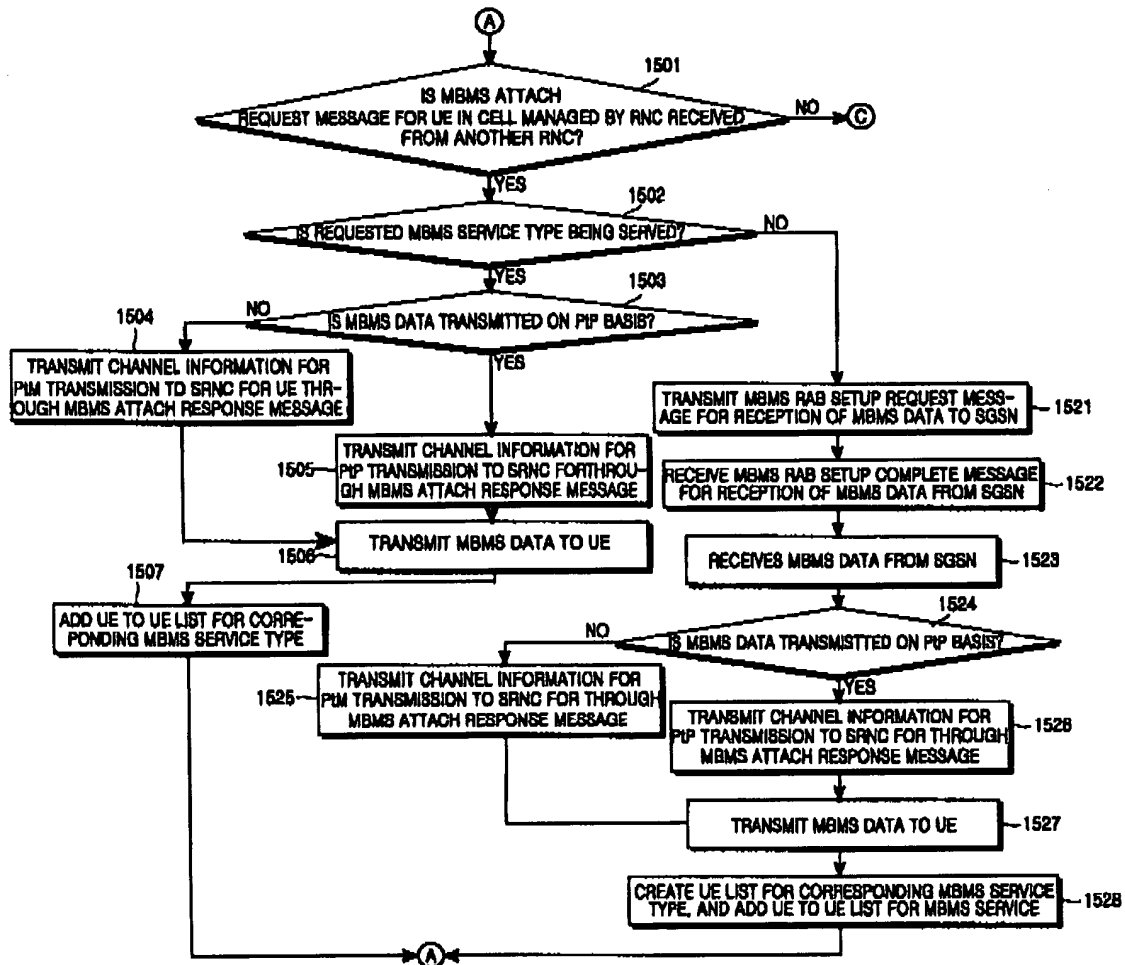 A
1501
IS MBMS ATTACH
REQUEST MESSAGE FOR UE IN CELL MANAGED BY RNC RECEIVED
FROM ANOTHER RNC?
NO
C
YES
1502
IS REQUESTED MBMS SERVICE TYPE BEING SERVED?
NO
YES
1503
IS MBMS DATA TRANSMITTED ON PtP BASIS?
NO
YES
1504
TRANSMIT CHANNEL INFORMATION FOR
PtM TRANSMISSION TO SRNC FOR UE THR-
OUGH MBMS ATTACH RESPONSE MESSAGE
1505
TRANSMIT CHANNEL INFORMATION FOR
PtP TRANSMISSION TO SRNC FORTHROU-
GH MBMS ATTACH RESPONSE MESSAGE
1506
TRANSMIT MBMS DATA TO UE
1507
ADD UE TO UE LIST FOR CORRE-
PONDING MBMS SERVICE TYPE
TRANSMIT MBMS RAB SETUP REQUEST MESS-
AGE FOR RECEPTION OF MBMS DATA TO SGSN
1521
RECEIVE MBMS RAB SETUP COMPLETE MESSAGE
FOR RECEPTION OF MBMS DATA FROM SGSN
1522
RECEIVES MBMS DATA FROM SGSN
1523
1524
IS MBMS DATA TRANSMISTTED ON PtP BASIS?
NO
YES
1525
TRANSMIT CHANNEL INFORMATION FOR
PtM TRANSMISSION TO SRNC FOR THROUGH
MBMS ATTACH RESPONSE MESSAGE
TRANSMIT CHANNEL INFORMATION FOR
PtP TRANSMISSION TO SRNC FOR THROUGH
MBMS ATTACH RESPONSE MESSAGE
1526
TRANSMIT MBMS DATA TO UE
1527
CREATE UE LIST FOR CORRESPONDING MBMS SERVICE
TYPE, AND ADD UE TO UE LIST FOR MBMS SERVICE
1528
A